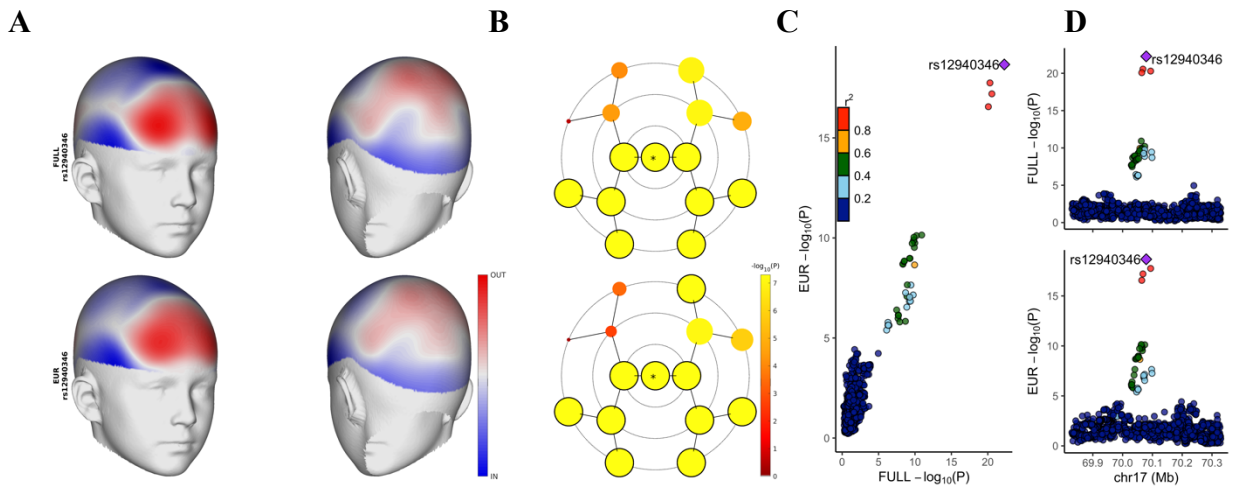 A
B
C
D
FULL
rs12940346
EUR
rs12940346
OUT
IN
*
*
-log10(P)
7
6
5
4
3
2
1
0
rs12940346
r2
0.8
0.6
0.4
0.2
EUR −log10(P)
15
10
5
0
0
5
10
15
20
FULL −log10(P)
rs12940346
FULL −log10(P)
20
15
10
5
0
rs12940346
EUR −log10(P)
15
10
5
0
69.9
70.0
70.1
70.2
70.3
chr17 (Mb)